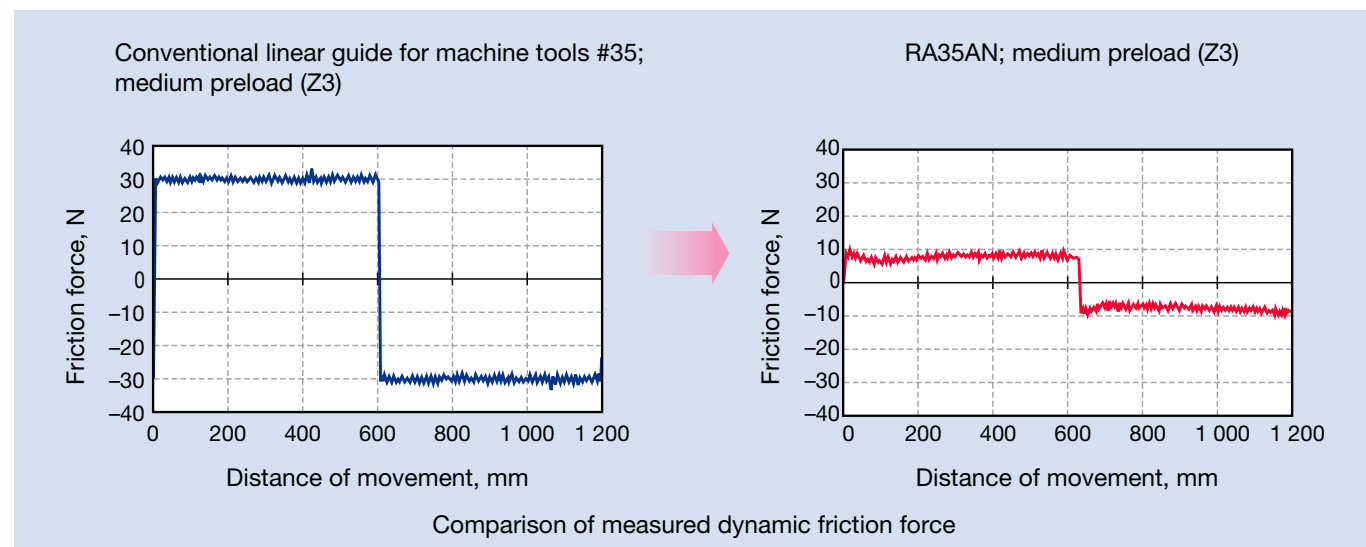 Conventional linear guide for machine tools #35;
medium preload (Z3)
RA35AN; medium preload (Z3)
Friction force, N
40
30
20
10
0
−10
−20
−30
−40
0 200 400 600 800 1 000 1 200
Distance of movement, mm
Friction force, N
40
30
20
10
0
−10
−20
−30
−40
0 200 400 600 800 1 000 1 200
Distance of movement, mm
Comparison of measured dynamic friction force